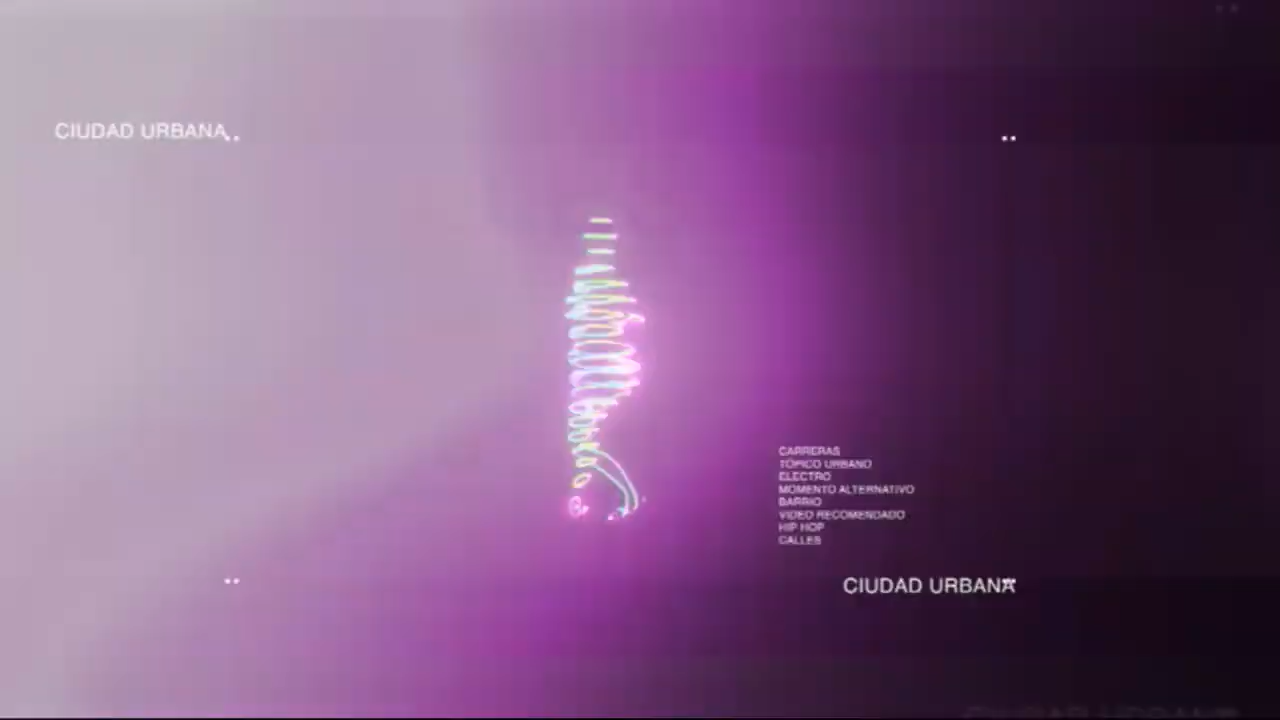 CIUDAD URBANA
CARRERAS
TÓPICO URBANO
ELECTRO
MOMENTO ALTERNATIVO
BARRIO
VIDEO RECOMENDADO
HIP HOP
CALLES
CIUDAD URBANA